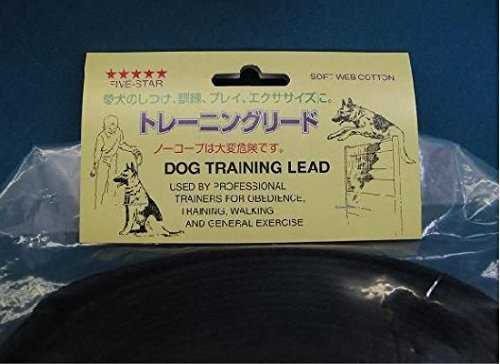 ★★★★★
FIVE-STAR
SOFT WEB COTTON
愛犬のしつけ、訓練、プレイ、エクササイズに。
トレーニングリード
ノーコープは大変危険です。
DOG TRAINING LEAD
USED BY PROFESSIONAL
TRAINERS FOR OBEDIENCE,
TRAINING, WALKING
AND GENERAL EXERCISE